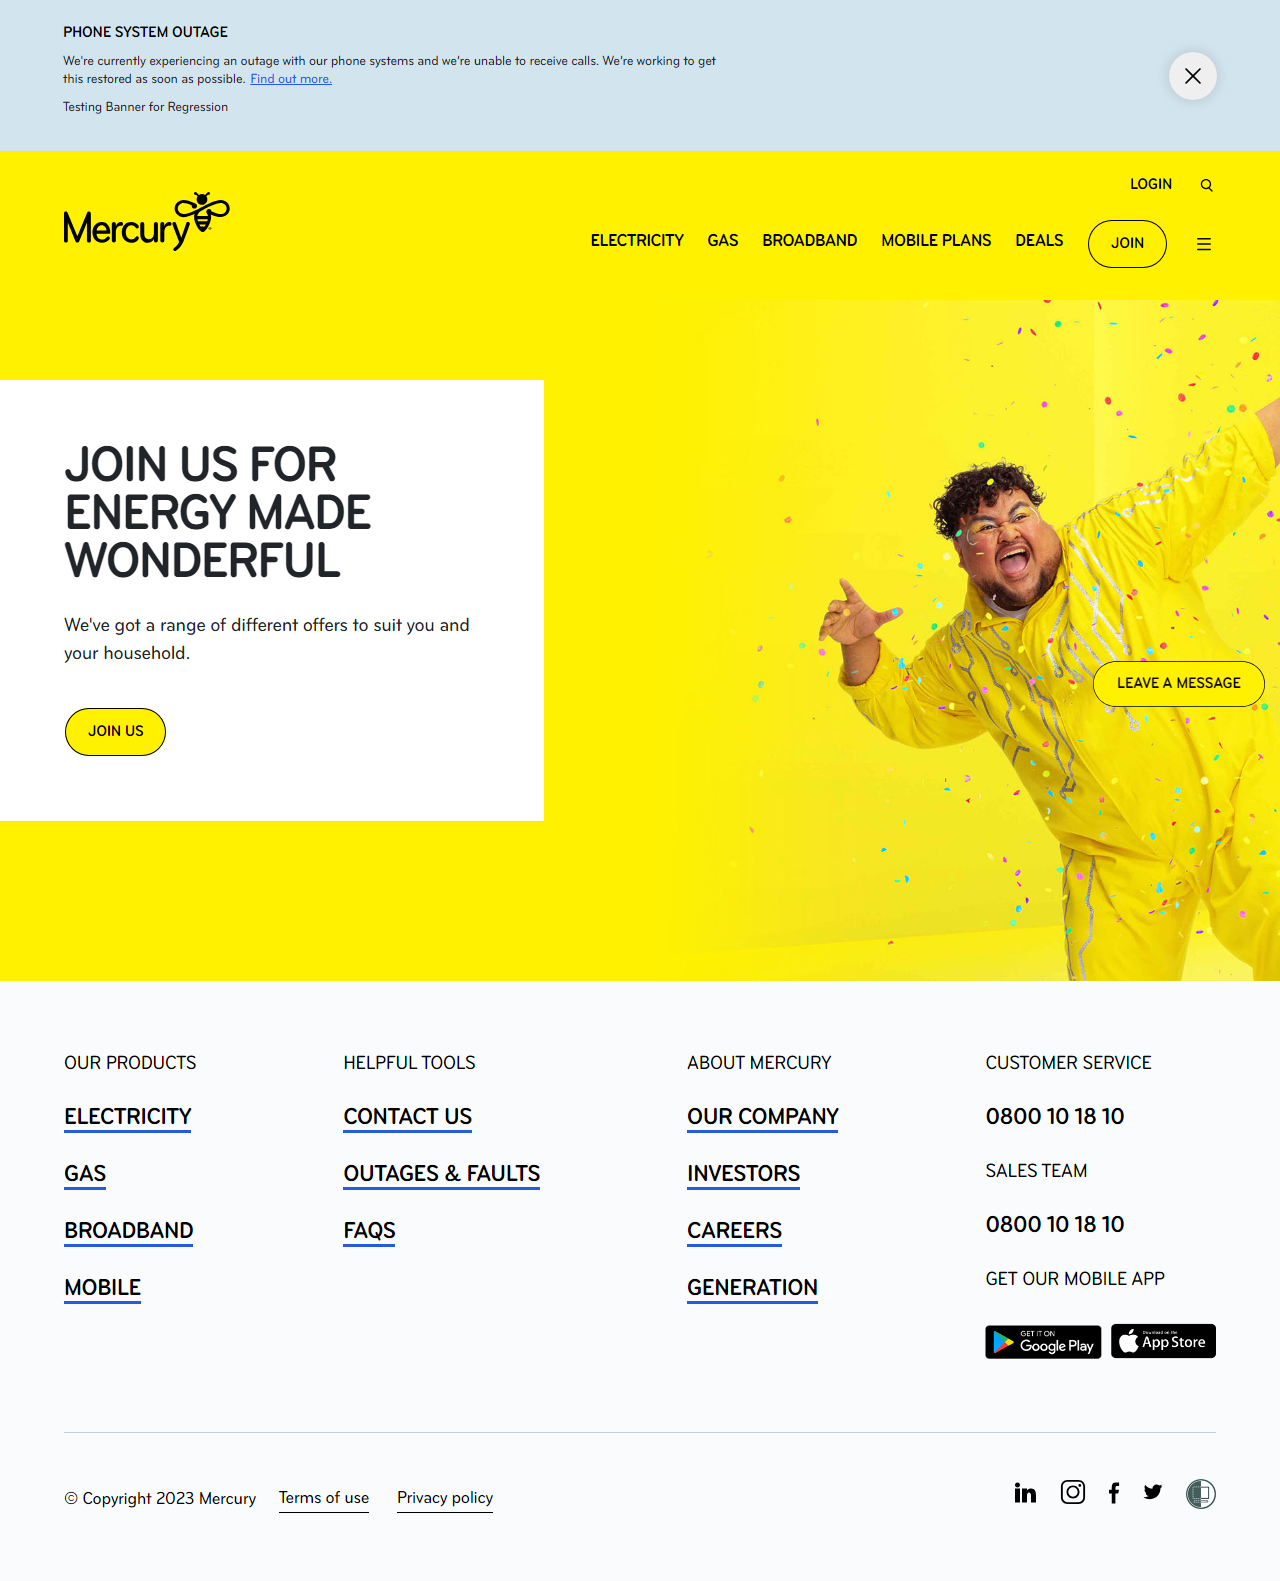 PHONE SYSTEM OUTAGE
We're currently experiencing an outage with our phone systems and we're unable to receive calls. We're working to get
this restored as soon as possible. Find out more.
Testing Banner for Regression
LOGIN
Mercury
ELECTRICITY GAS BROADBAND MOBILE PLANS DEALS JOIN
JOIN US FOR
ENERGY MADE
WONDERFUL
We've got a range of different offers to suit you and
your household.
JOIN US
LEAVE A MESSAGE
OUR PRODUCTS
ELECTRICITY
GAS
BROADBAND
MOBILE
HELPFUL TOOLS
CONTACT US
OUTAGES & FAULTS
FAQS
ABOUT MERCURY
OUR COMPANY
INVESTORS
CAREERS
GENERATION
CUSTOMER SERVICE
0800 10 18 10
SALES TEAM
0800 10 18 10
GET OUR MOBILE APP
GET IT ON
Google Play
Download on the
App Store
© Copyright 2023 Mercury Terms of use Privacy policy
in